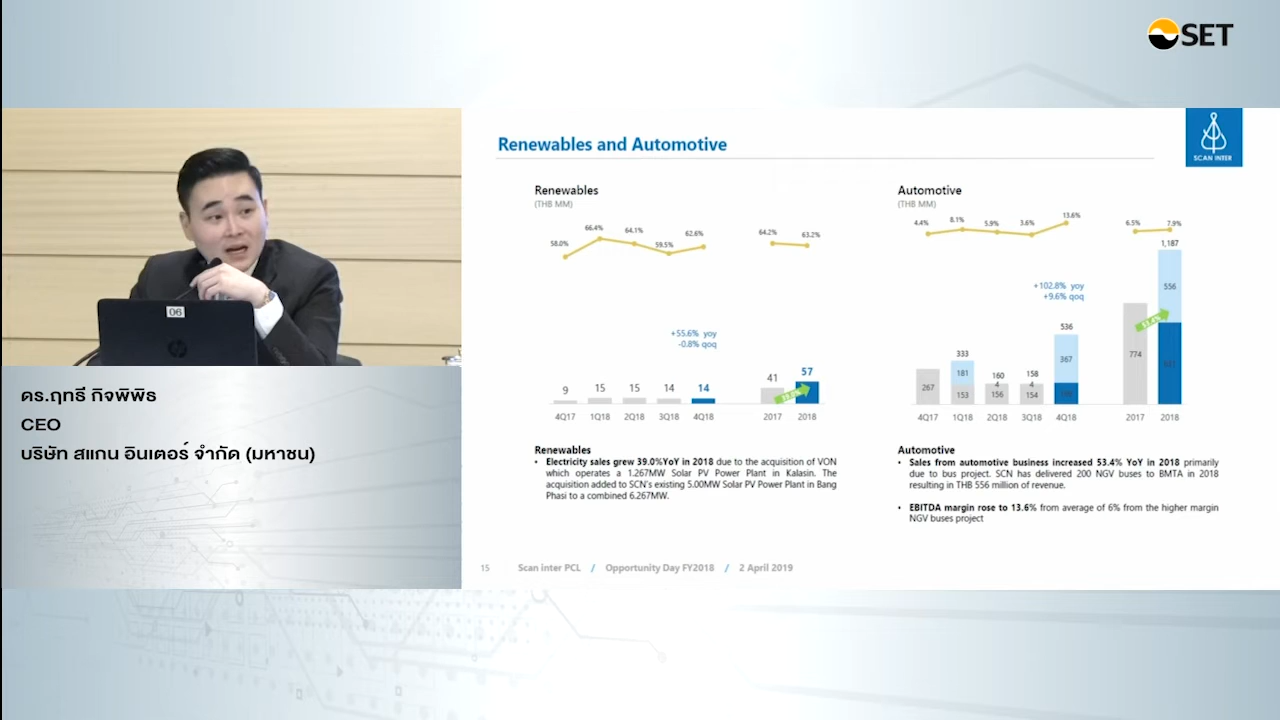 SET
Renewables and Automotive
SCAN INTER
Renewables
(THB MM)
58.0% 66.4% 64.1% 59.5% 62.6% 64.2% 63.2%
+55.6% yoy
-0.8% qoq
9 15 15 14 14 41 57
4Q17 1Q18 2Q18 3Q18 4Q18 2017 2018
Automotive
(THB MM)
4.4% 8.1% 5.9% 3.6% 13.6% 6.5% 7.9%
+102.8% yoy
+9.6% qoq
1,187
556
774
536
367
333
181
153
267
160
4
156
158
4
154
4Q17 1Q18 2Q18 3Q18 4Q18 2017 2018
Renewables
• Electricity sales grew 39.0%YoY in 2018 due to the acquisition of VON
which operates a 1.267MW Solar PV Power Plant in Kalasin. The
acquisition added to SCN's existing 5.00MW Solar PV Power Plant in Bang
Phasi to a combined 6.267MW.
Automotive
• Sales from automotive business increased 53.4% YoY in 2018 primarily
due to bus project. SCN has delivered 200 NGV buses to BMTA in 2018
resulting in THB 556 million of revenue.
• EBITDA margin rose to 13.6% from average of 6% from the higher margin
NGV buses project
15 Scan inter PCL / Opportunity Day FY2018 / 2 April 2019
06
hp
ดร.ฤทธี กิจพิพิธ
CEO
บริษัท สแกน อินเตอร์ จำกัด (มหาชน)